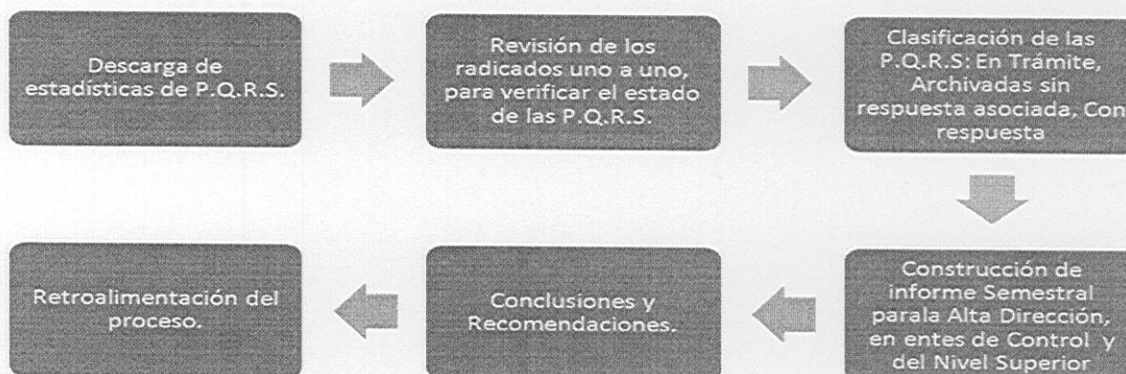 Descarga de
estadísticas de P.Q.R.S.
Revisión de los
radicados uno a uno,
para verificar el estado
de las P.Q.R.S.
Clasificación de las
P.Q.R.S: En Trámite,
Archivadas sin
respuesta asociada, Con
respuesta
Construcción de
informe Semestral
parala Alta Dirección,
en entes de Control y
del Nivel Superior
Conclusiones y
Recomendaciones.
Retroalimentación del
proceso.